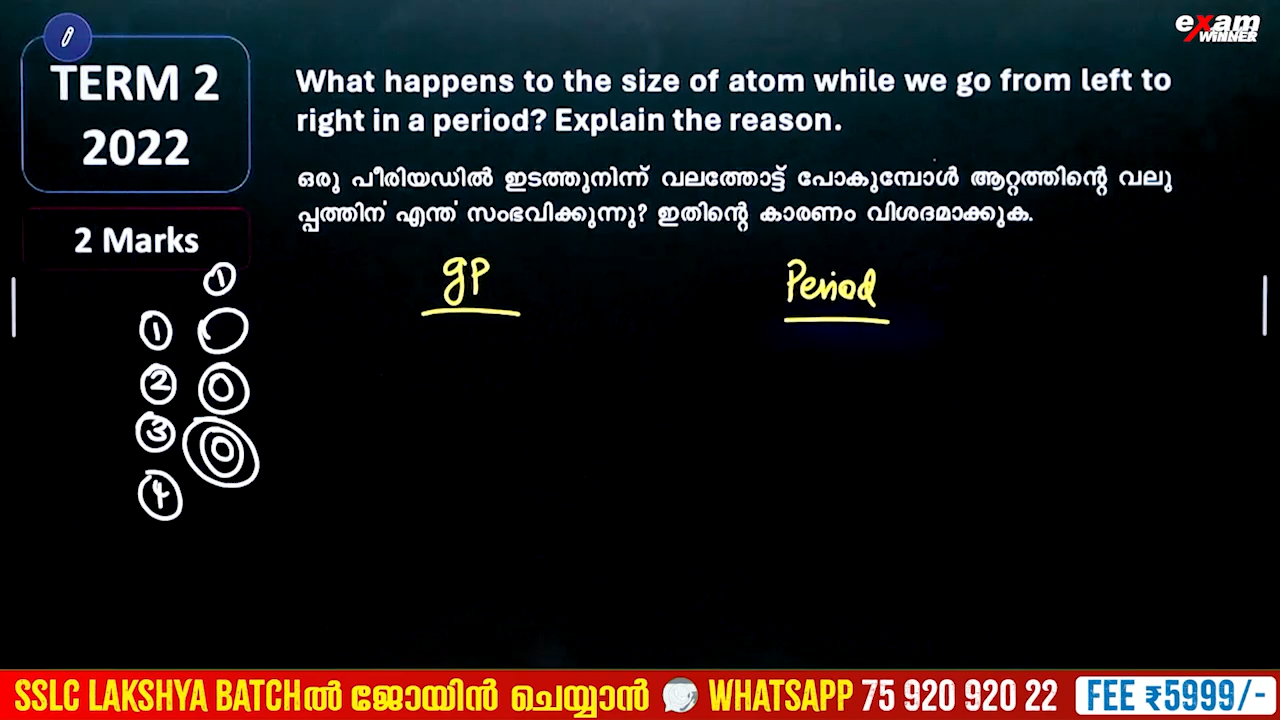 exam
WINNER
TERM 2
2022
2 Marks
What happens to the size of atom while we go from left to
right in a period? Explain the reason.
ഒരു പീരിയഡിൽ ഇടത്തുനിന്ന് വലത്തോട്ട് പോകുമ്പോൾ ആറ്റത്തിന്റെ വലു
പ്പത്തിന് എന്ത് സംഭവിക്കുന്നു? ഇതിന്റെ കാരണം വിശദമാക്കുക.
gp
Period
1
1
2
3
4
SSLC LAKSHYA BATCHൽ ജോയിൻ ചെയ്യാൻ WHATSAPP 75 920 920 22 FEE ₹5999/-